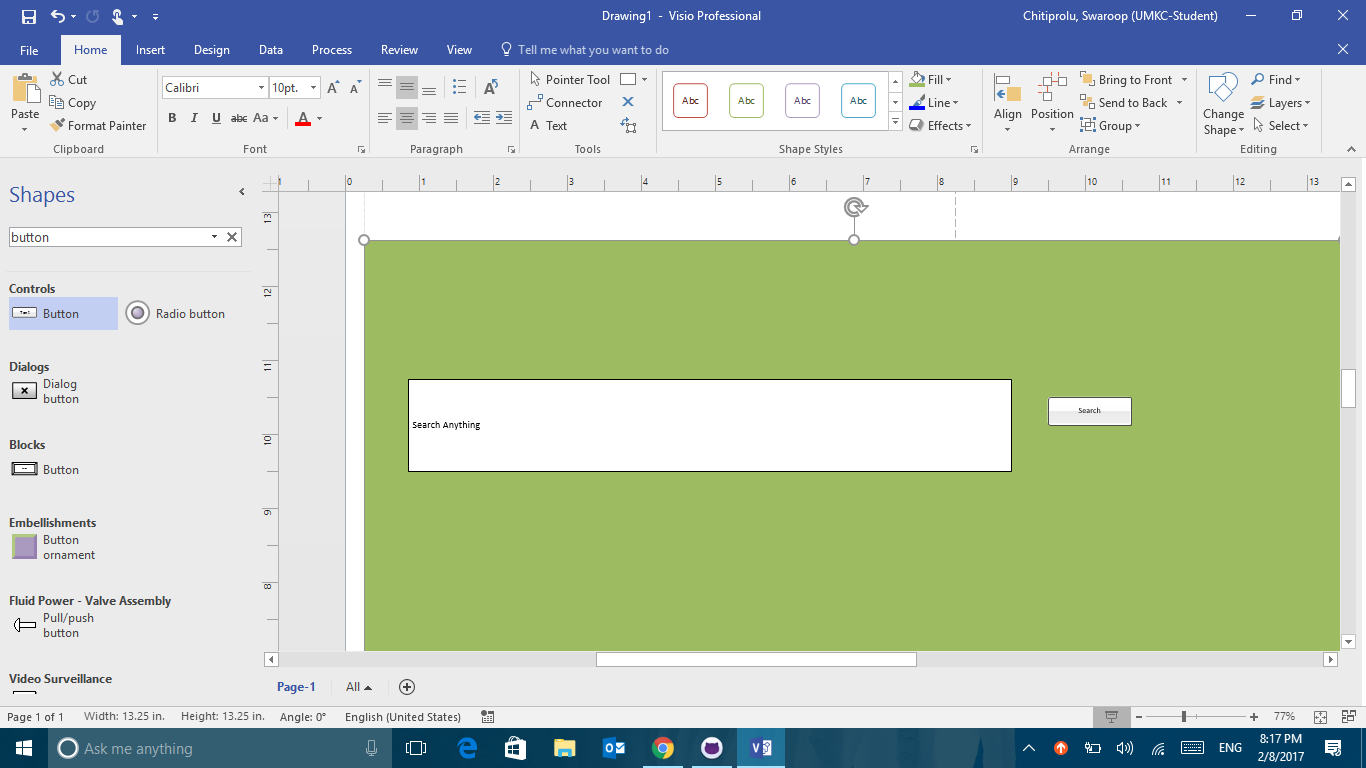 Drawing1 - Visio Professional
Chitiprolu, Swaroop (UMKC-Student)
File Home Insert Design Data Process Review View Tell me what you want to do
Paste
Cut
Copy
Format Painter
Clipboard
Calibri 10pt. A A
B I U abc Aa A
Font
Paragraph
Pointer Tool
Connector
A Text
Tools
Abc Abc Abc Abc
Fill
Line
Effects
Shape Styles
Align
Position
Bring to Front
Send to Back
Group
Arrange
Change
Shape
Find
Layers
Select
Editing
Shapes
button
Controls
Button
Radio button
Dialogs
Dialog
button
Blocks
Button
Embellishments
Button
ornament
Fluid Power - Valve Assembly
Pull/push
button
Video Surveillance
1 0 1 2 3 4 5 6 7 8 9 10 11 12 13
13
12
11
10
9
8
Search Anything
Search
Page-1 All
Page 1 of 1 Width: 13.25 in. Height: 13.25 in. Angle: 0° English (United States)
77%
Ask me anything
ENG
8:17 PM
2/8/2017